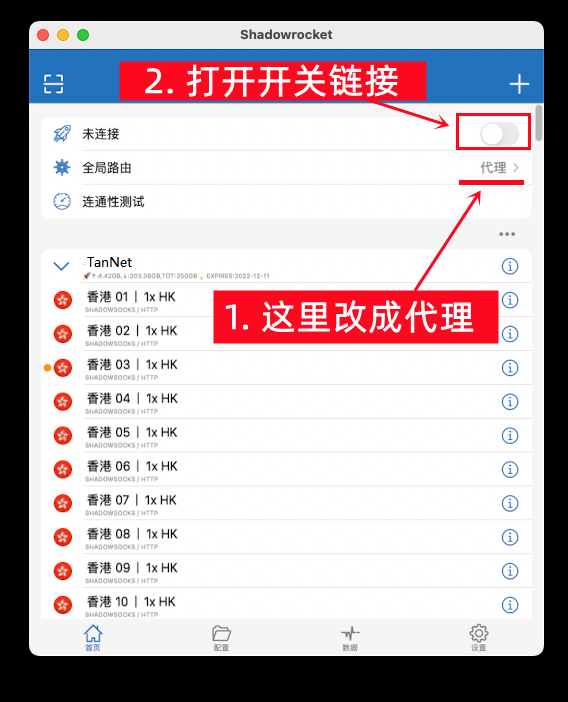 Shadowrocket
2. 打开开关链接
未连接
全局路由
代理
连通性测试
TanNet
🚀↑:4.42GB,↓:203.08GB,TOT:250GB💡EXPIRES:2022-12-11
香港 01 | 1x HK
SHADOWSOCKS / HTTP
1. 这里改成代理
香港 02 | 1x HK
SHADOWSOCKS / HTTP
香港 03 | 1x HK
SHADOWSOCKS / HTTP
香港 04 | 1x HK
SHADOWSOCKS / HTTP
香港 05 | 1x HK
SHADOWSOCKS / HTTP
香港 06 | 1x HK
SHADOWSOCKS / HTTP
香港 07 | 1x HK
SHADOWSOCKS / HTTP
香港 08 | 1x HK
SHADOWSOCKS / HTTP
香港 09 | 1x HK
SHADOWSOCKS / HTTP
香港 10 | 1x HK
SHADOWSOCKS / HTTP
首页 配置 数据 设置